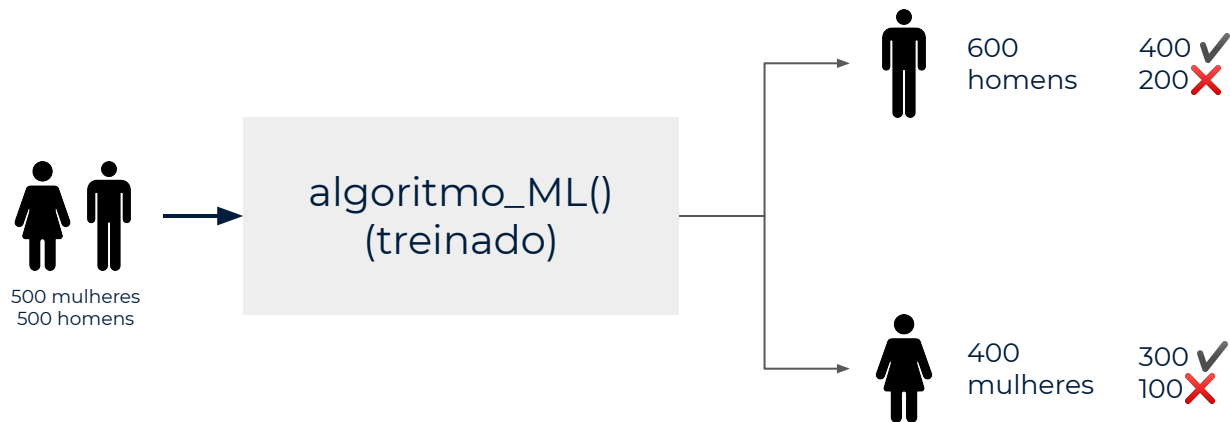 500 mulheres
500 homens
algoritmo_ML()
(treinado)
600
homens
400
200
400
mulheres
300
100